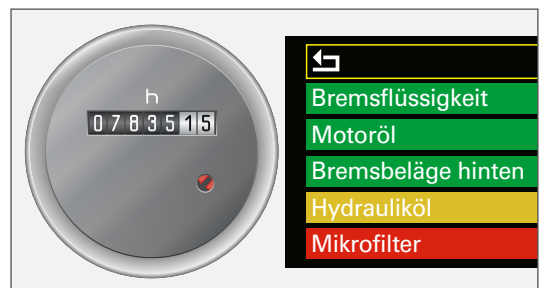 h
0783515
Bremsflüssigkeit
Motoröl
Bremsbeläge hinten
Hydrauliköl
Mikrofilter